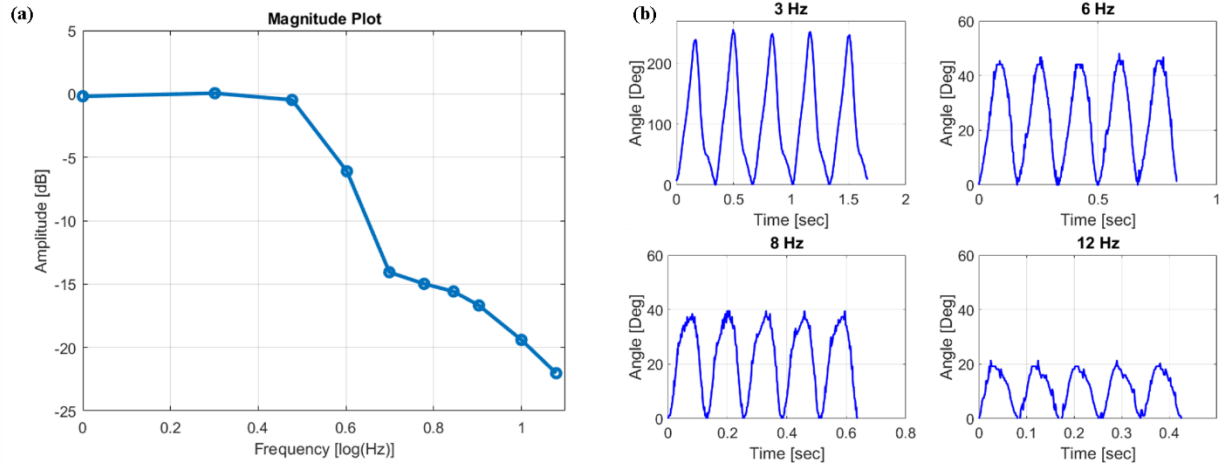 (a)
Magnitude Plot
5
0
-5
-10
-15
-20
-25
Amplitude [dB]
0 0.2 0.4 0.6 0.8 1
Frequency [log(Hz)]
(b)
3 Hz
200
100
0
Angle [Deg]
0 0.5 1 1.5 2
Time [sec]
6 Hz
60
40
20
0
Angle [Deg]
0 0.5 1
Time [sec]
8 Hz
60
40
20
0
Angle [Deg]
0 0.2 0.4 0.6 0.8
Time [sec]
12 Hz
60
40
20
0
Angle [Deg]
0 0.1 0.2 0.3 0.4
Time [sec]